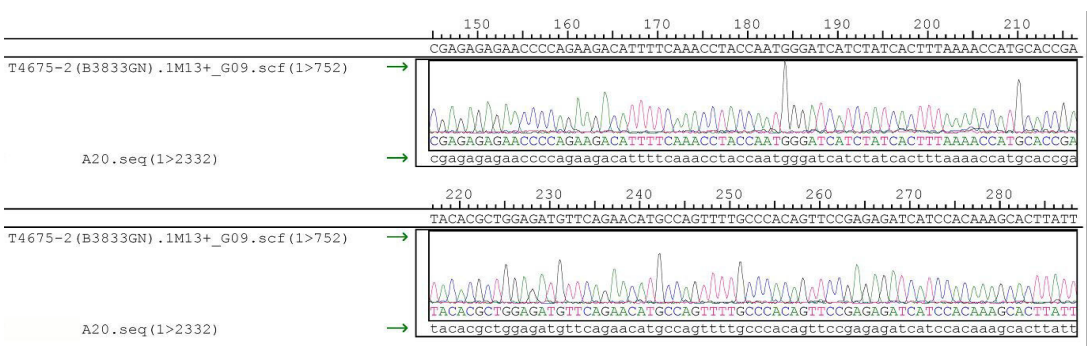 150 160 170 180 190 200 210
CGAGAGAGAACCCCAGAAGACATTTTCAAACCTACCAATGGGATCATCTATCACTTTAAAACCATGCACCGA
T4675-2(B3833GN).1M13+_G09.scf(1>752) →
CGAGAGAGAACCCCAGAAGACATTTTCAAACCTACCAATGGGATCATCTATCACTTTAAAACCATGCACCGA
A20.seq(1>2332) → cgagagagaaccccagaagacattttcaaacctaccaatgggatcatctatcactttaaaaccatgcaccga
220 230 240 250 260 270 280
TACACGCTGGAGATGTTCAGAACATGCCAGTTTTGCCCACAGTTCCGAGAGATCATCCACAAAGCACTTATT
T4675-2(B3833GN).1M13+_G09.scf(1>752) →
TACACGCTGGAGATGTTCAGAACATGCCAGTTTTGCCCACAGTTCCGAGAGATCATCCACAAAGCACTTATT
A20.seq(1>2332) → tacacgctggagatgttcagaacatgccagttttgcccacagttccgagagatcatccacaaagcacttatt